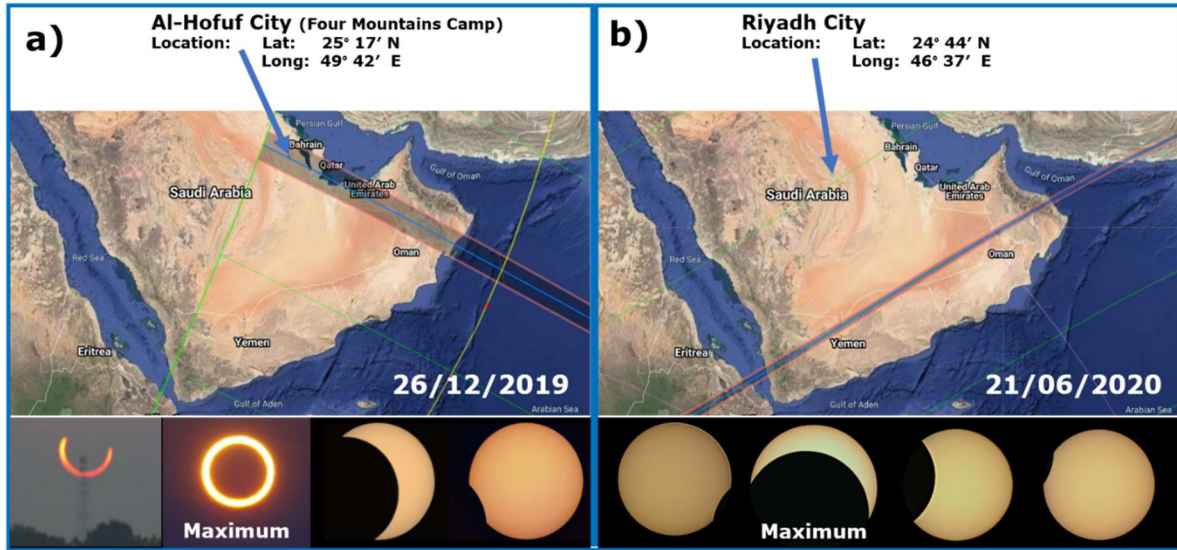 a)
Al-Hofuf City (Four Mountains Camp)
Location: Lat: 25° 17′ N
Long: 49° 42′ E
Persian Gulf
Bahrain
Qatar
Gulf of Oman
Saudi Arabia
United Arab
Emirates
Oman
Red Sea
Yemen
Eritrea
26/12/2019
Gulf of Aden
Arabian Sea
Maximum
b)
Riyadh City
Location: Lat: 24° 44′ N
Long: 46° 37′ E
Persian Gulf
Bahrain
Qatar
Gulf of Oman
Saudi Arabia
United Arab
Emirates
Oman
Red Sea
Yemen
Eritrea
21/06/2020
Gulf of Aden
Arabian Sea
Maximum